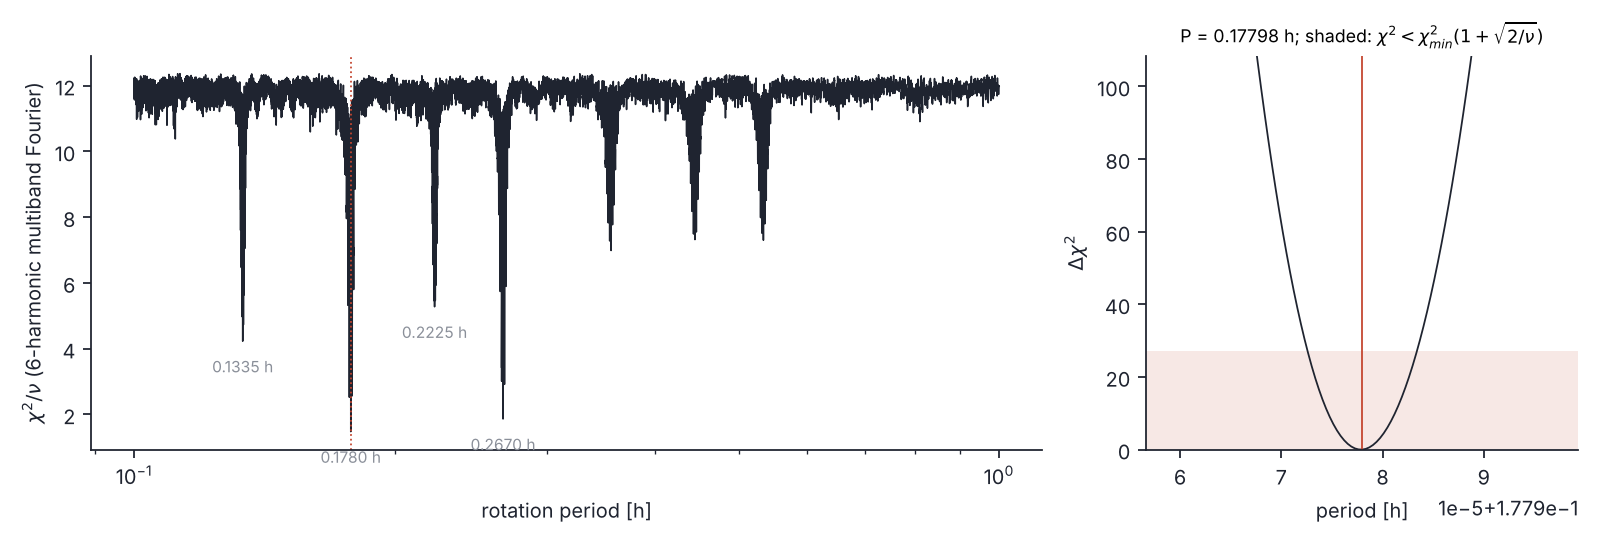 P = 0.17798 h; shaded: χ² < χ²_min(1 + √2/ν)
χ²/ν (6-harmonic multiband Fourier)
12
10
8
6
4
2
0.1335 h
0.1780 h
0.2225 h
0.2670 h
10⁻¹
10⁰
rotation period [h]
Δχ²
100
80
60
40
20
0
6
7
8
9
period [h]
1e−5+1.779e−1